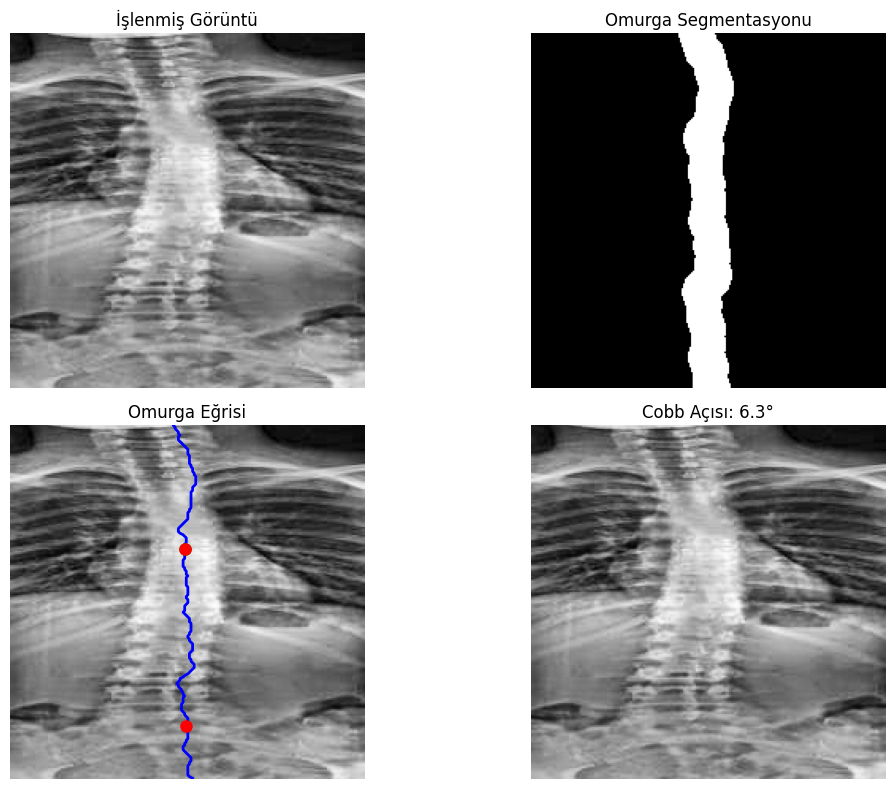 İşlenmiş Görüntü
Omurga Segmentasyonu
Omurga Eğrisi
Cobb Açısı: 6.3°